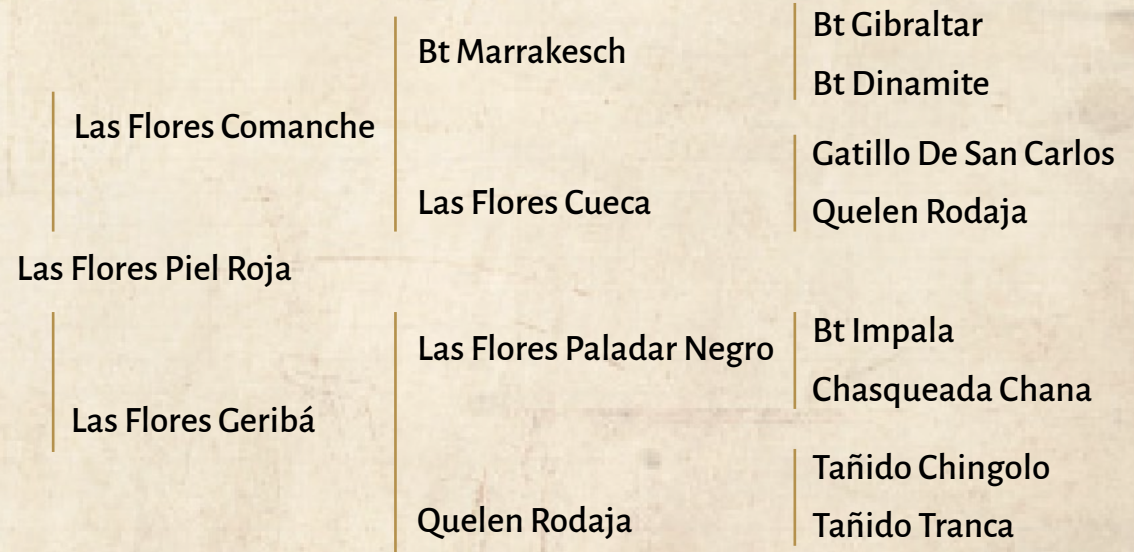 Bt Gibraltar
Bt Marrakesch
Bt Dinamite
Las Flores Comanche
Gatillo De San Carlos
Las Flores Cueca
Quelen Rodaja
Las Flores Piel Roja
Bt Impala
Las Flores Paladar Negro
Chasqueada Chana
Las Flores Geribá
Tañido Chingolo
Quelen Rodaja
Tañido Tranca